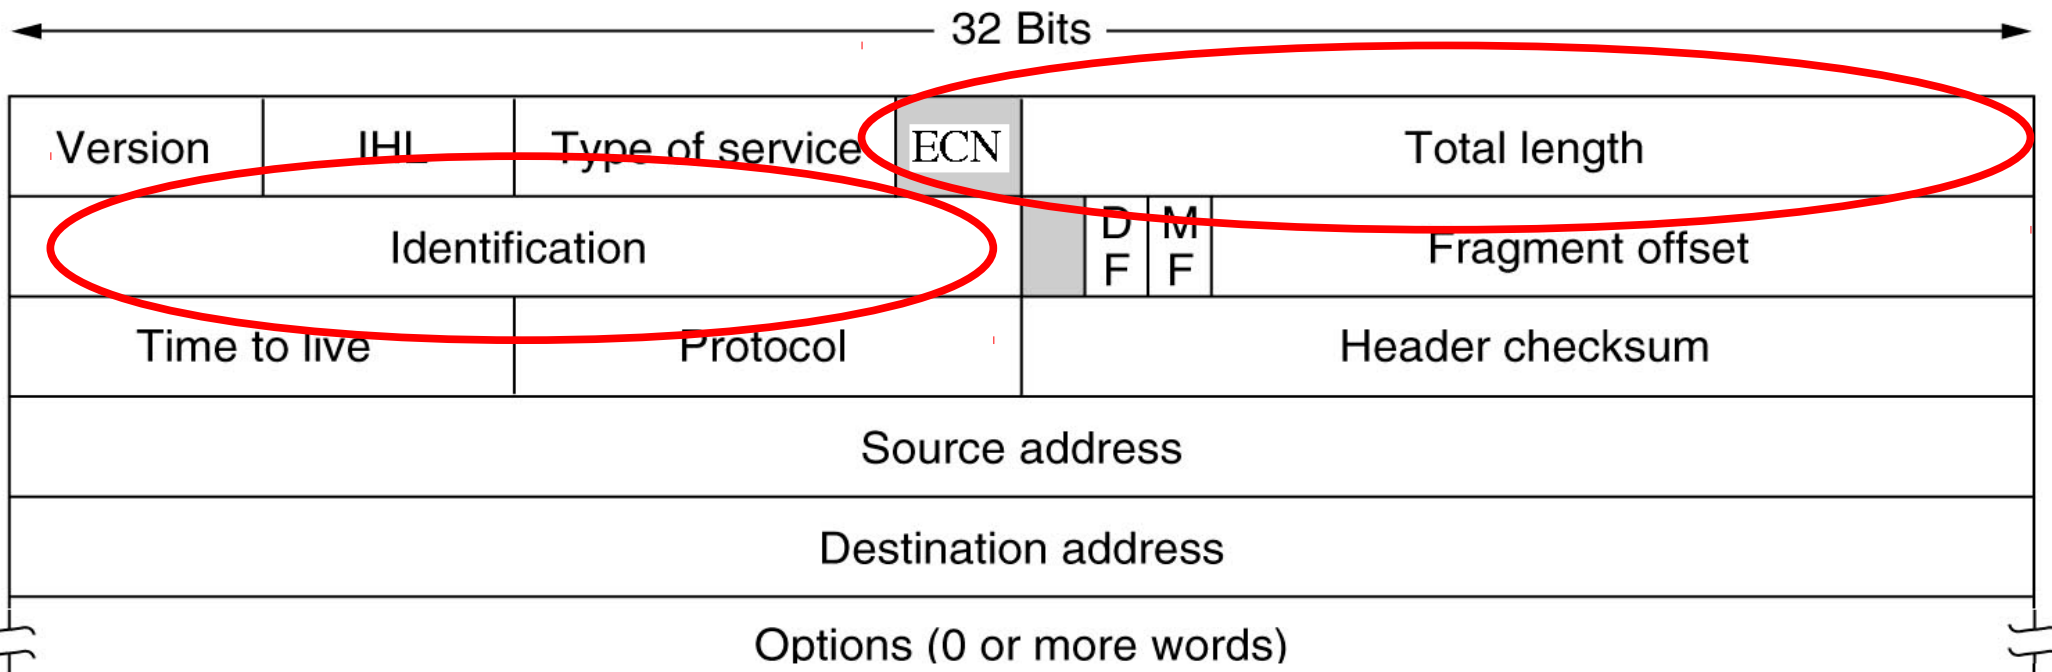 32 Bits
Version IHL Type of service ECN Total length
Identification D F M F Fragment offset
Time to live Protocol Header checksum
Source address
Destination address
Options (0 or more words)